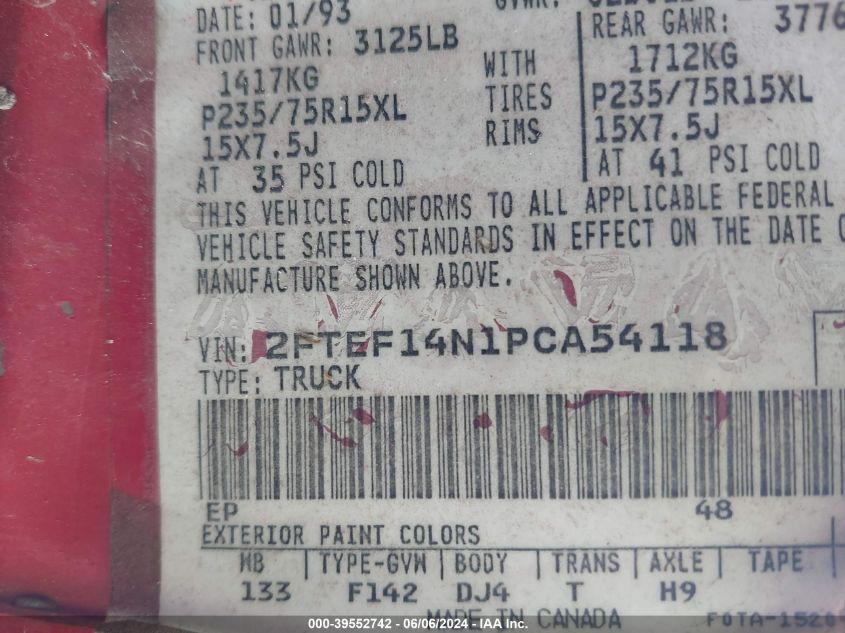 DATE: 01/93
FRONT GAWR: 3125LB
1417KG
P235/75R15XL
15X7.5J
AT 35 PSI COLD
WITH
TIRES
RIMS
REAR GAWR: 3776
1712KG
P235/75R15XL
15X7.5J
AT 41 PSI COLD
THIS VEHICLE CONFORMS TO ALL APPLICABLE FEDERAL
VEHICLE SAFETY STANDARDS IN EFFECT ON THE DATE
MANUFACTURE SHOWN ABOVE.
VIN: 2FTEF14N1PCA54118
TYPE: TRUCK
EP 48
EXTERIOR PAINT COLORS
WB TYPE-GVW BODY TRANS AXLE TAPE
133 F142 DJ4 T H9
MADE IN CANADA
000-39552742 - 06/06/2024 - © IAA Inc.